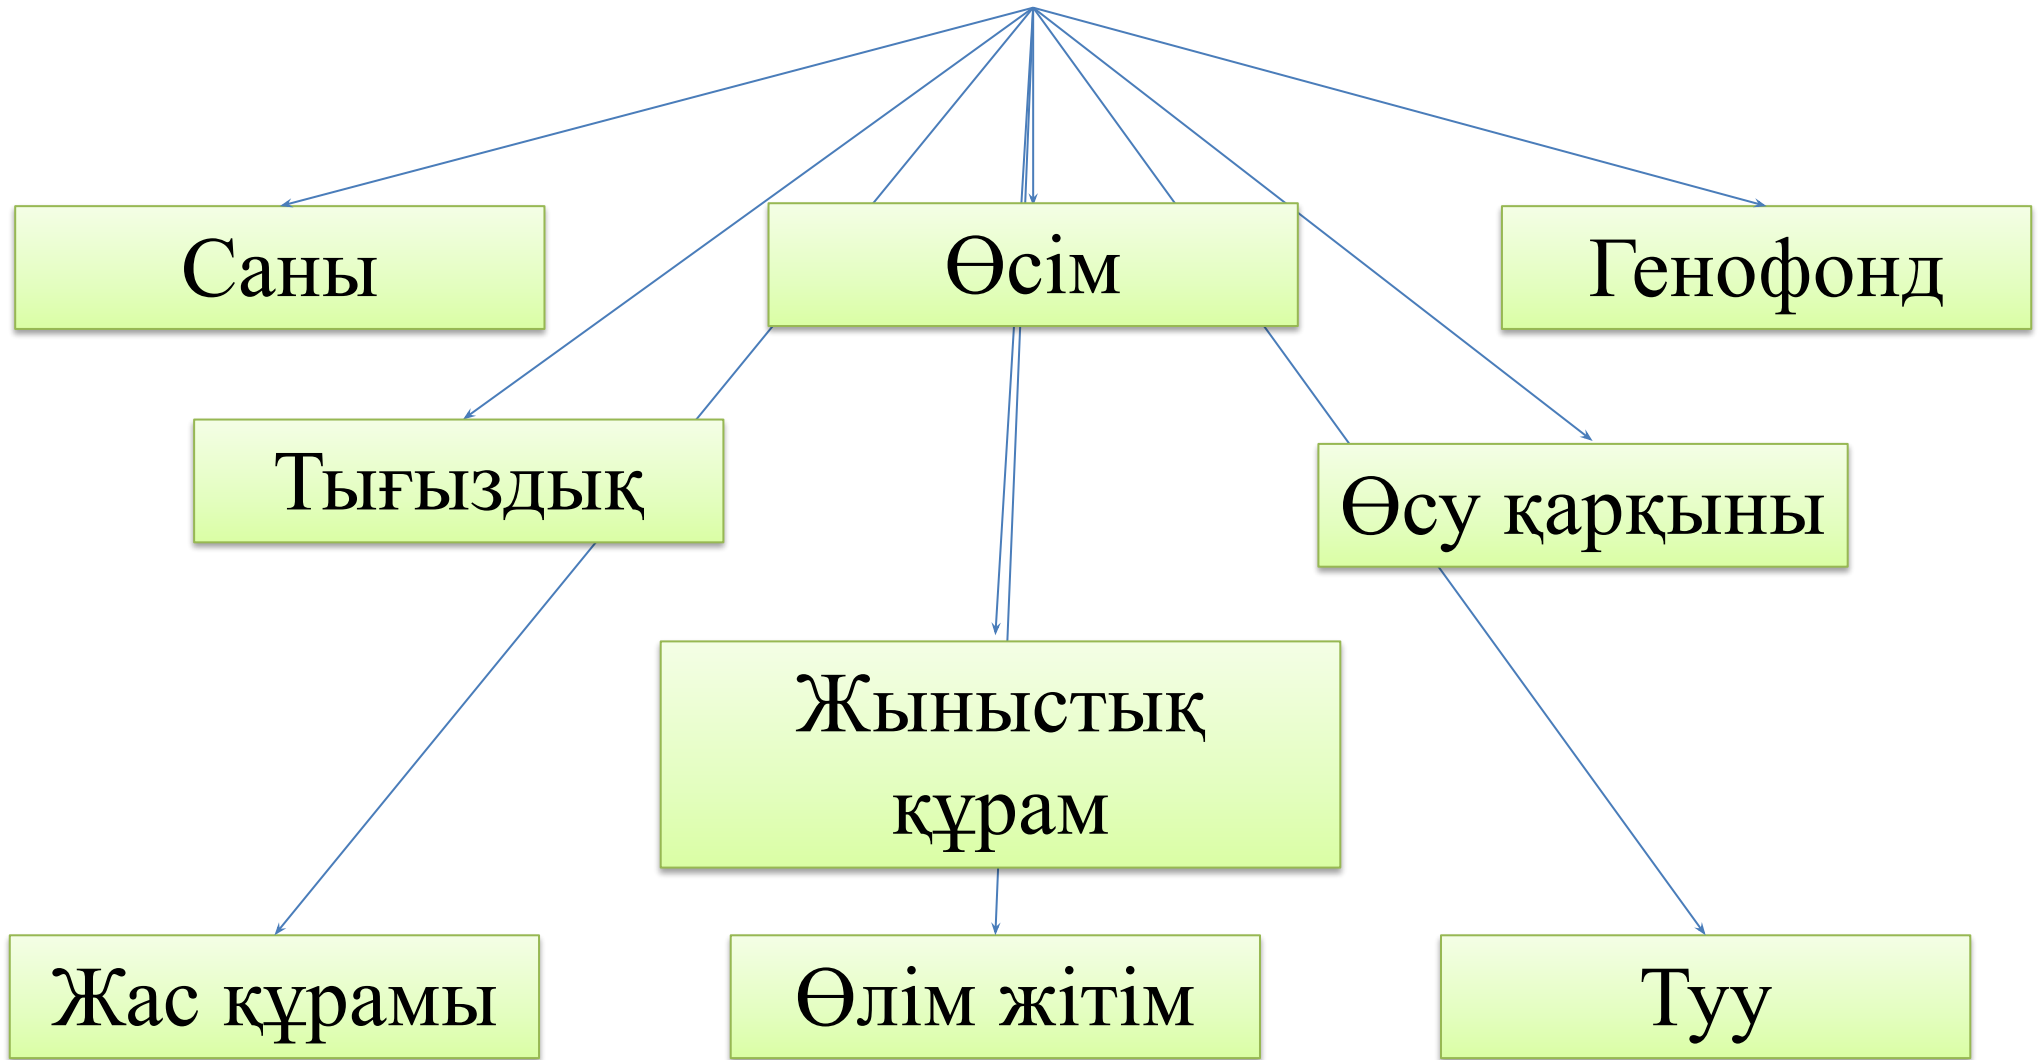 Саны
Өсім
Генофонд
Тығыздық
Өсу қарқыны
Жыныстық
құрам
Жас құрамы
Өлім жітім
Туу